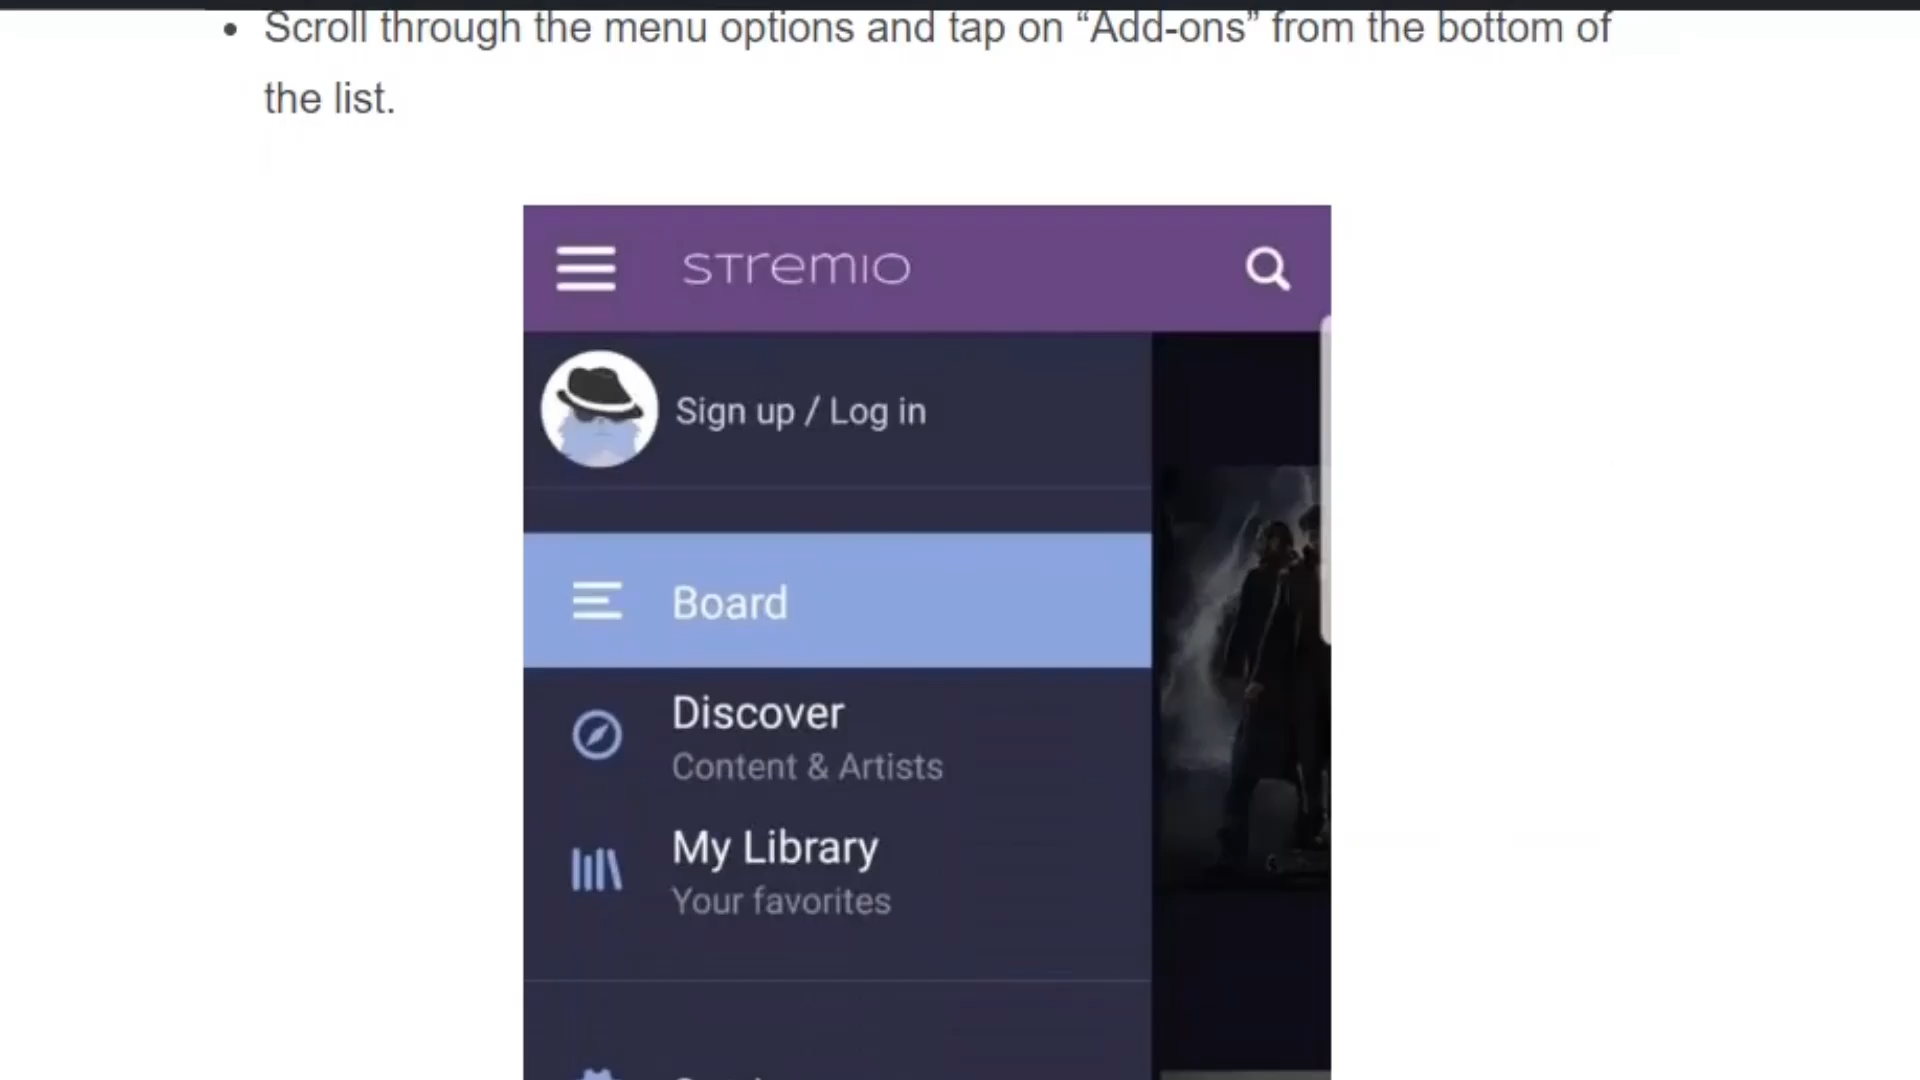 • Scroll through the menu options and tap on “Add-ons” from the bottom of
the list.
stremio
Sign up / Log in
Board
Discover
Content & Artists
My Library
Your favorites